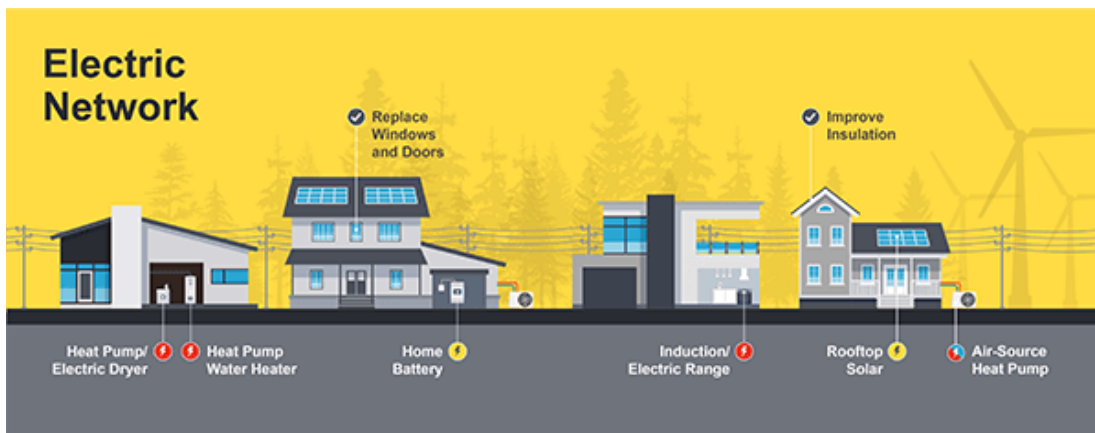 Electric
Network
Replace
Windows
and Doors
Improve
Insulation
Heat Pump/
Electric Dryer
Heat Pump
Water Heater
Home
Battery
Induction/
Electric Range
Rooftop
Solar
Air-Source
Heat Pump